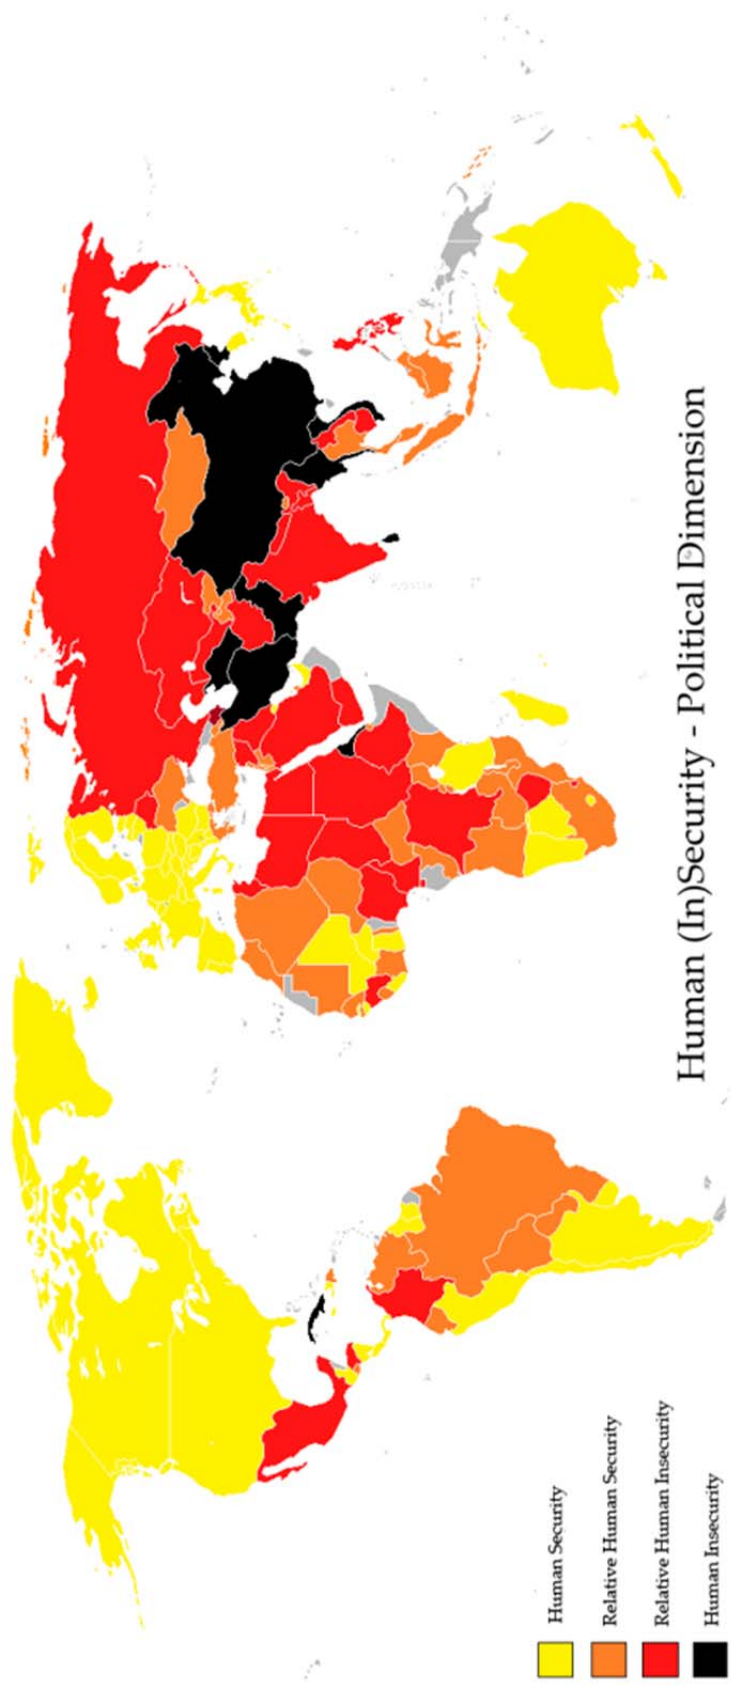 Human (In)Security - Political Dimension
Human Security
Relative Human Security
Relative Human Insecurity
Human Insecurity